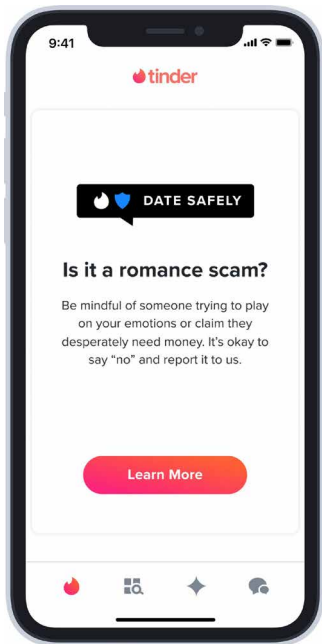 9:41
tinder
DATE SAFELY
Is it a romance scam?
Be mindful of someone trying to play
on your emotions or claim they
desperately need money. It’s okay to
say “no” and report it to us.
Learn More